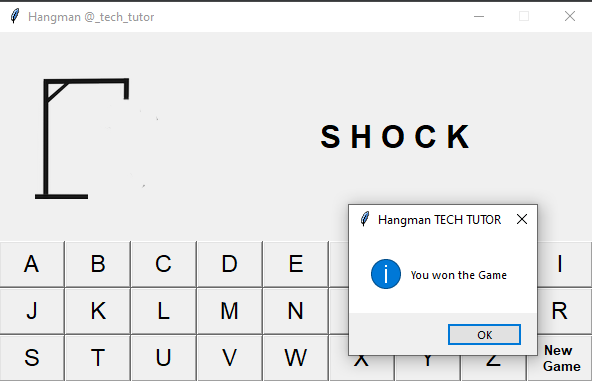 Hangman @_tech_tutor
S H O C K
Hangman TECH TUTOR
You won the Game
OK
A B C D E I
J K L M N R
S T U V W X Y Z New
Game